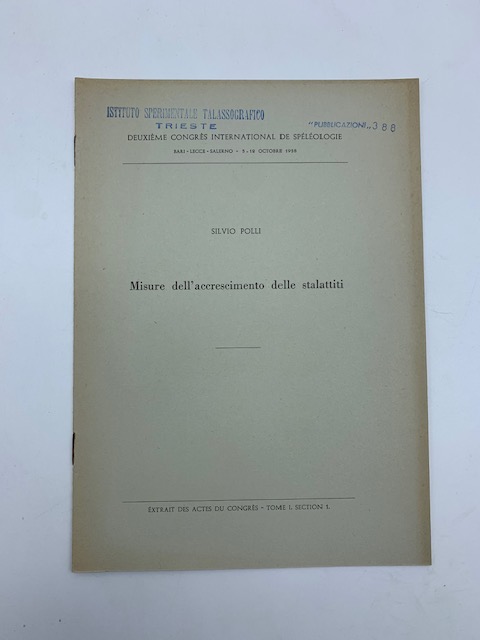 ISTITUTO SPERIMENTALE TALASSOGRAFICO
TRIESTE
"PUBBLICAZIONI„ 388
DEUXIÈME CONGRÈS INTERNATIONAL DE SPÉLÉOLOGIE
BARI - LECCE - SALERNO • 5 - 12 OCTOBRE 1958
SILVIO POLLI
Misure dell'accrescimento delle stalattiti
EXTRAIT DES ACTES DU CONGRÈS • TOME I. SECTION 1.